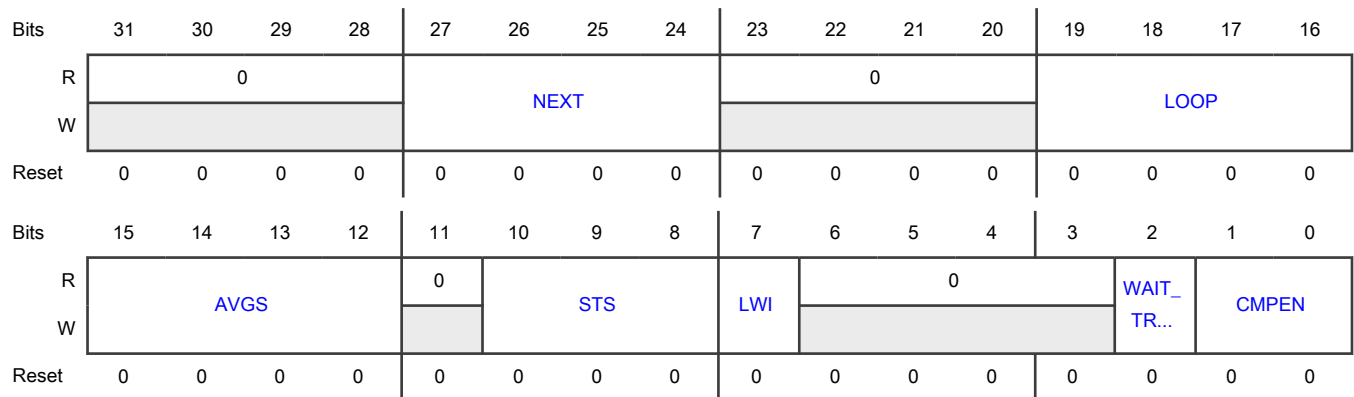 Bits 31 30 29 28 27 26 25 24 23 22 21 20 19 18 17 16
R 0 NEXT 0 LOOP
W
Reset 0 0 0 0 0 0 0 0 0 0 0 0 0 0 0 0
Bits 15 14 13 12 11 10 9 8 7 6 5 4 3 2 1 0
R 0 0 WAIT_
AVGS STS LWI CMPEN
W TR...
Reset 0 0 0 0 0 0 0 0 0 0 0 0 0 0 0 0